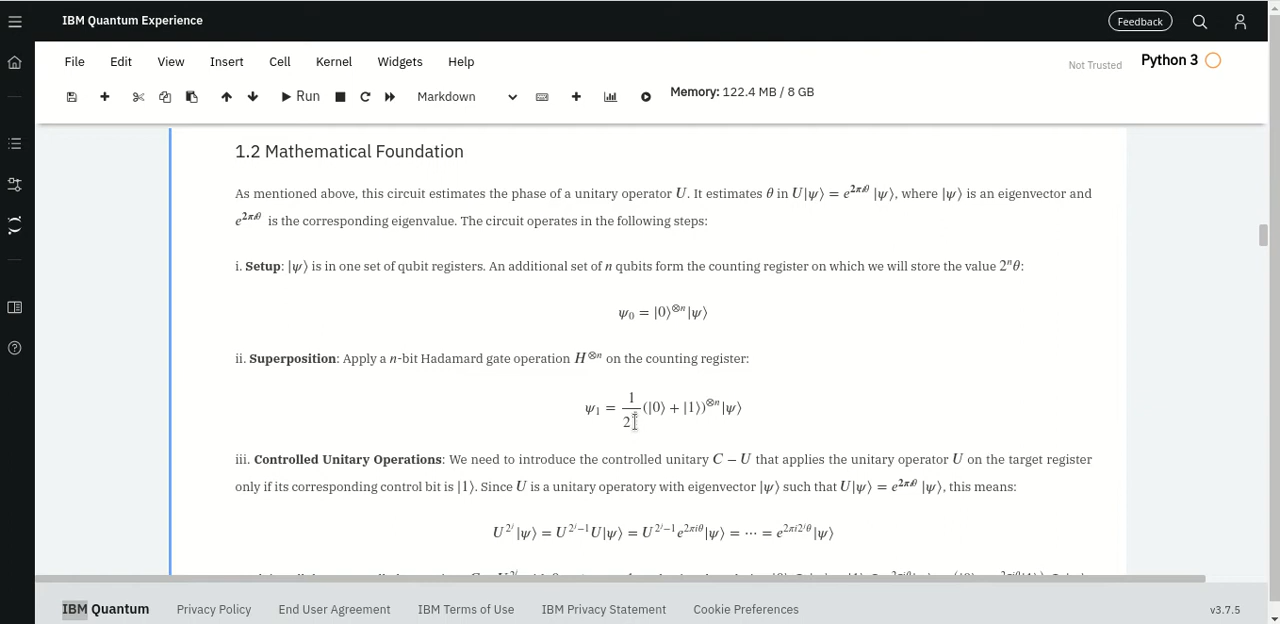 IBM Quantum Experience
Feedback
File Edit View Insert Cell Kernel Widgets Help
Not Trusted
Python 3
Run
Markdown
Memory: 122.4 MB / 8 GB
1.2 Mathematical Foundation
As mentioned above, this circuit estimates the phase of a unitary operator U. It estimates θ in U|ψ⟩ = e^{2πiθ} |ψ⟩, where |ψ⟩ is an eigenvector and
e^{2πiθ} is the corresponding eigenvalue. The circuit operates in the following steps:
i. Setup: |ψ⟩ is in one set of qubit registers. An additional set of n qubits form the counting register on which we will store the value 2^nθ:
ψ₀ = |0⟩^{⊗n}|ψ⟩
ii. Superposition: Apply a n-bit Hadamard gate operation H^{⊗n} on the counting register:
ψ₁ = 1/2 (|0⟩ + |1⟩)^{⊗n}|ψ⟩
iii. Controlled Unitary Operations: We need to introduce the controlled unitary C − U that applies the unitary operator U on the target register
only if its corresponding control bit is |1⟩. Since U is a unitary operatory with eigenvector |ψ⟩ such that U|ψ⟩ = e^{2πiθ} |ψ⟩, this means:
U^{2^j}|ψ⟩ = U^{2^j−1}U|ψ⟩ = U^{2^j−1}e^{2πiθ}|ψ⟩ = ⋯ = e^{2πi2^jθ}|ψ⟩
IBM Quantum Privacy Policy End User Agreement IBM Terms of Use IBM Privacy Statement Cookie Preferences v3.7.5